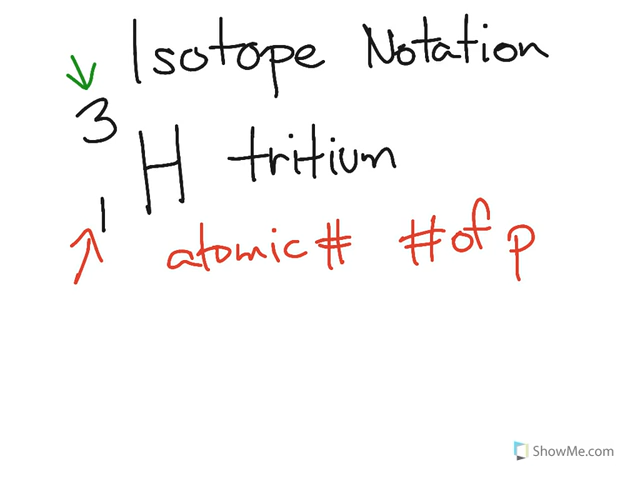 Isotope Notation
3
H tritium
1
atomic # # of p
ShowMe.com